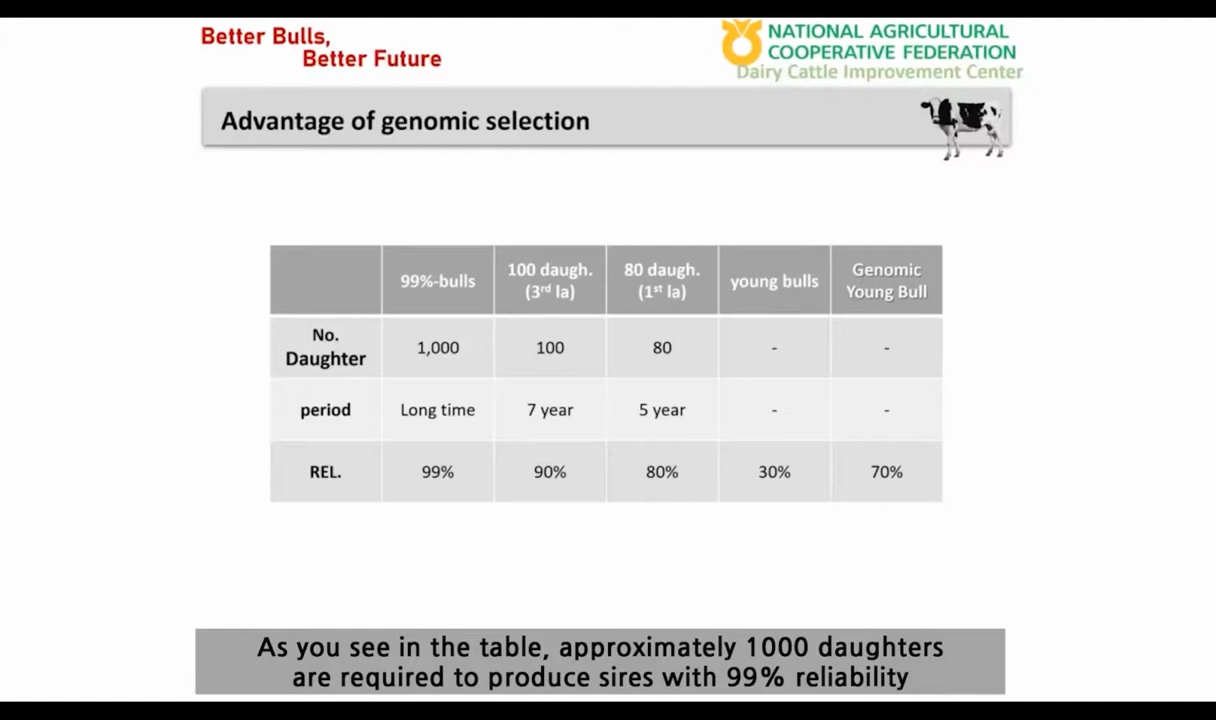 Better Bulls,
Better Future
NATIONAL AGRICULTURAL
COOPERATIVE FEDERATION
Dairy Cattle Improvement Center
Advantage of genomic selection
99%-bulls
100 daugh.
(3rd la)
80 daugh.
(1st la)
young bulls
Genomic
Young Bull
No.
Daughter
1,000
100
80
-
-
period
Long time
7 year
5 year
-
-
REL.
99%
90%
80%
30%
70%
As you see in the table, approximately 1000 daughters
are required to produce sires with 99% reliability